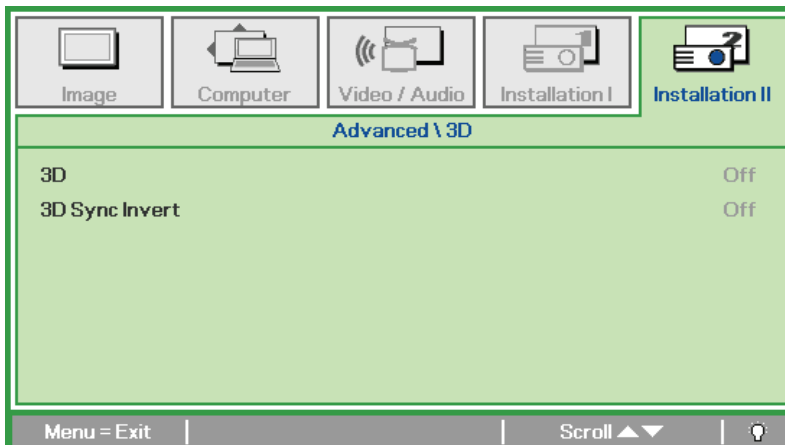 Image
Computer
Video / Audio
Installation I
Installation II
Advanced \ 3D
3D Off
3D Sync Invert Off
Menu = Exit
Scroll ▲▼